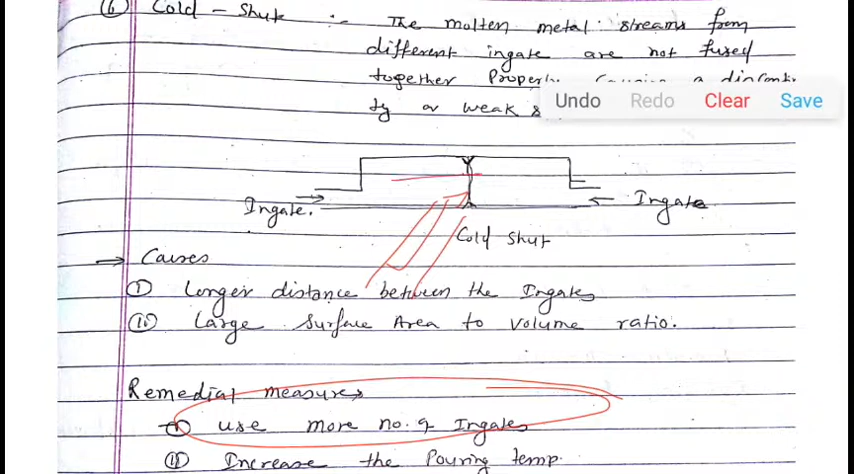 (6) Cold - Shut :- The molten metal streams from
different ingate are not fused
together Properly a discont
ty or weak s
Undo Redo Clear Save
Ingate. Ingate
Cold Shut
→ Causes
(i) Longer distance between the Ingates
(ii) Large Surface Area to Volume ratio.
Remedial measures
(i) use more no. of Ingates
(ii) Increase the Pouring temp.